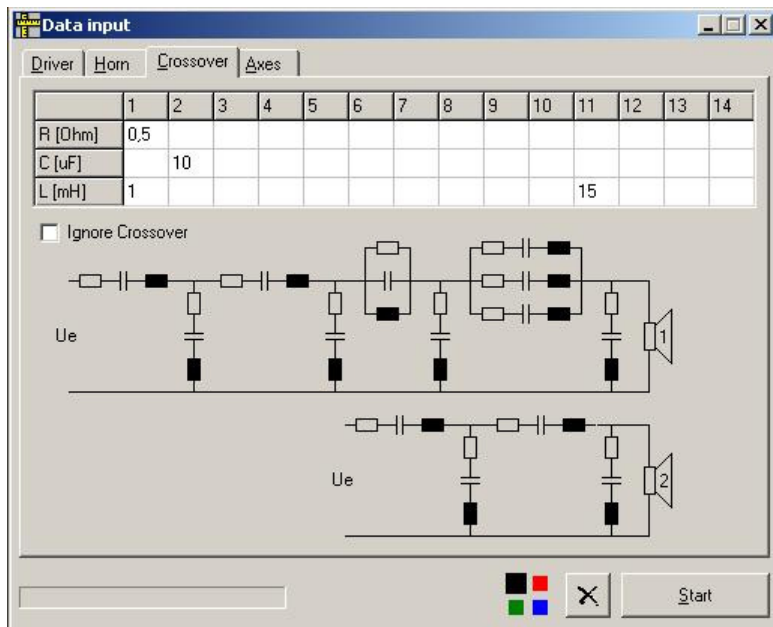 Data input
Driver Horn Crossover Axes
1 2 3 4 5 6 7 8 9 10 11 12 13 14
R [Ohm] 0,5
C [uF] 10
L [mH] 1 15
Ignore Crossover
Ue 1
Ue 2
Start